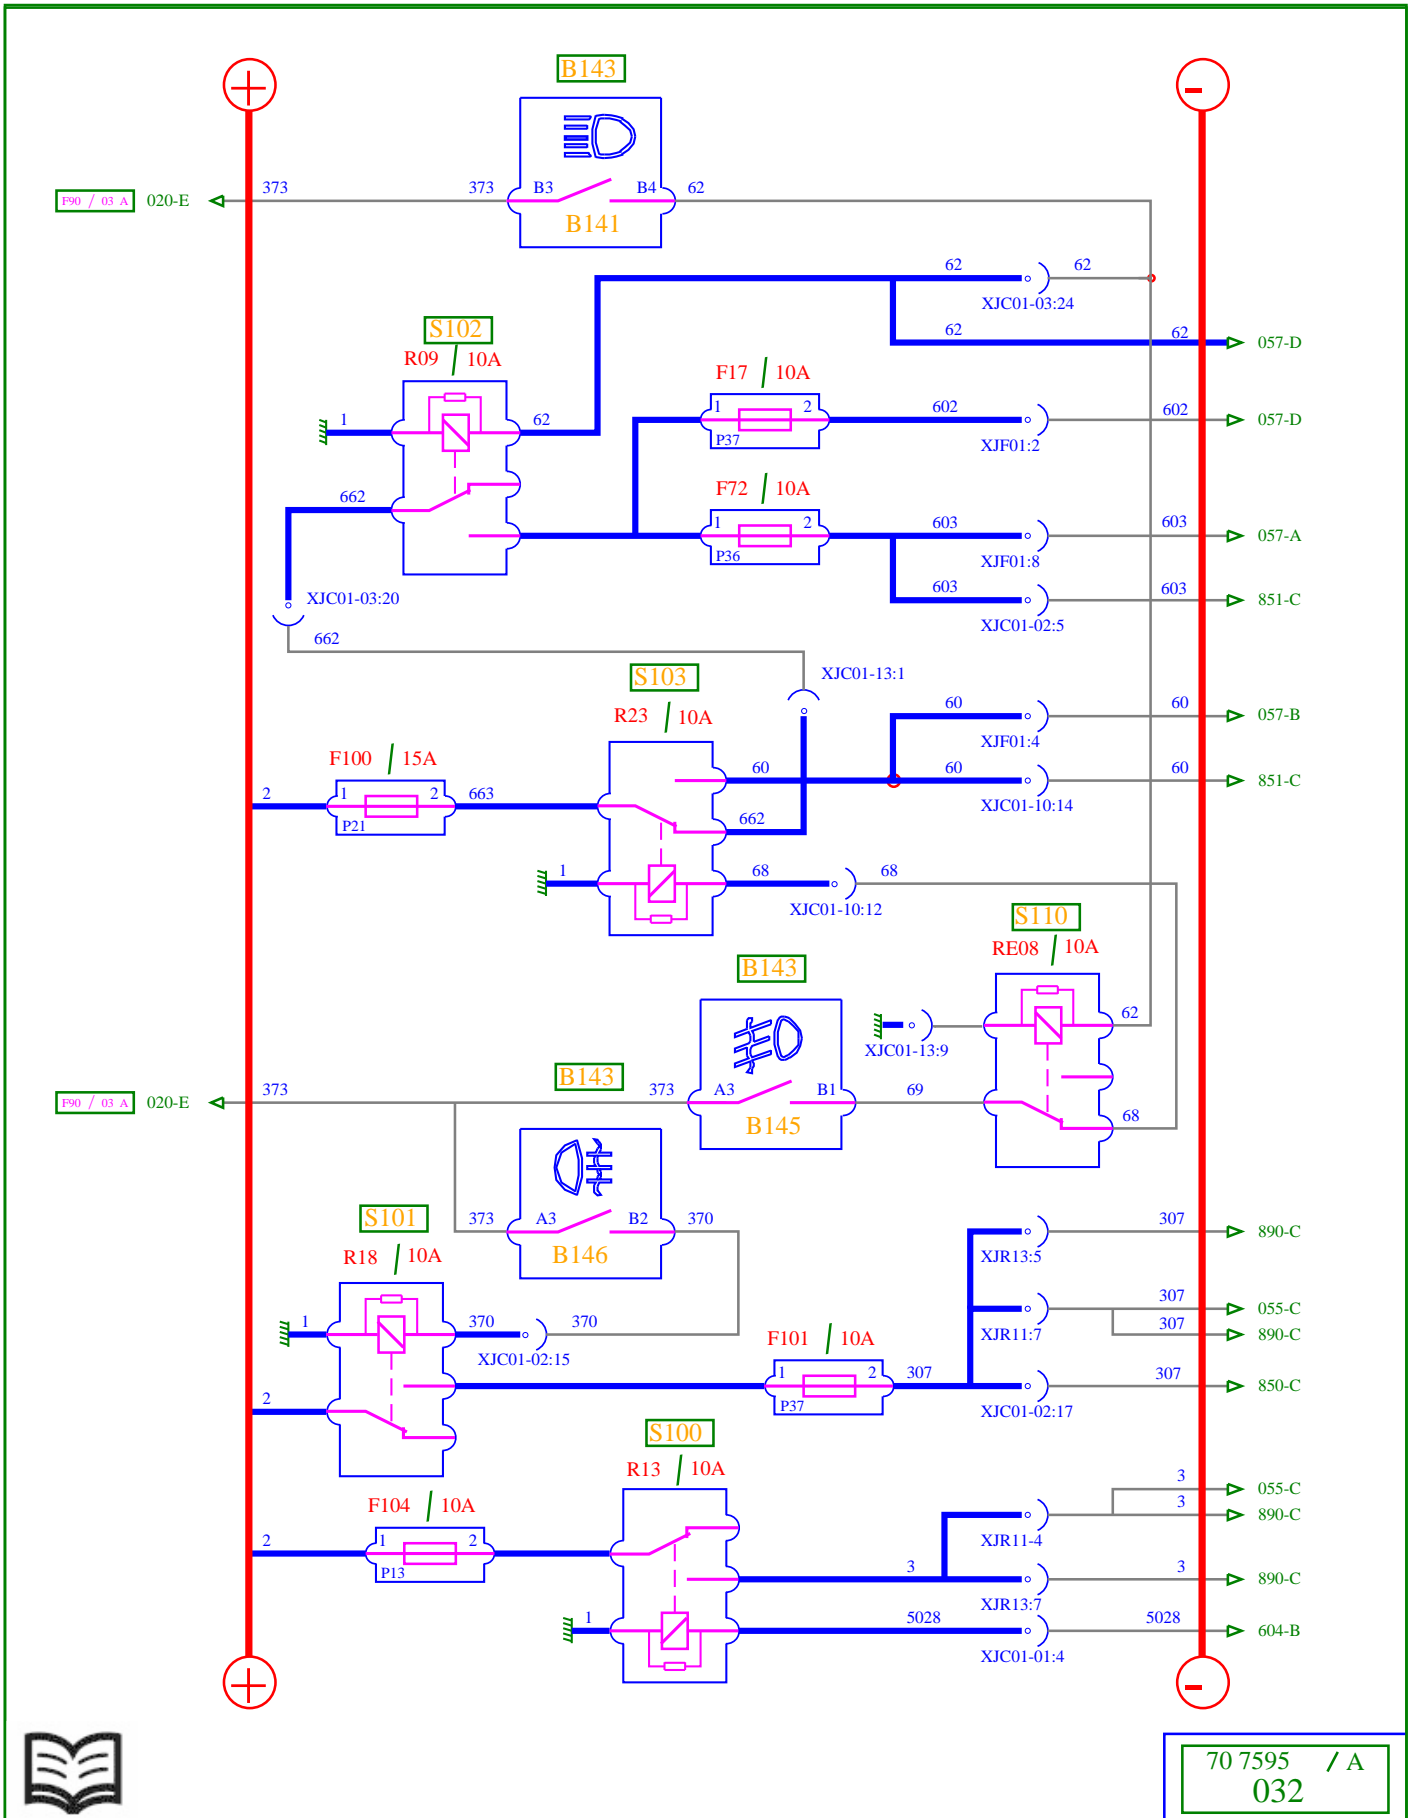 B143
373 373 B3 B4 62
F90 / 03 A 020-E
B141
62 62
XJC01-03:24
S102
62 62 057-D
R09 / 10A
F17 / 10A
1 62 1 2 602 602 057-D
P37 XJF01:2
F72 / 10A
662 1 2 603 603 057-A
P36 XJF01:8
603 603 851-C
XJC01-03:20
XJC01-02:5
662
S103 XJC01-13:1
60 60 057-B
R23 / 10A
XJF01:4
F100 / 15A
60 60 60 851-C
2 1 2 663 XJC01-10:14
P21 662
1 68 68
XJC01-10:12
S110
RE08 / 10A
B143
62
XJC01-13:9
B143
373 373 A3 B1 69
F90 / 03 A 020-E
B145 68
S101 373 A3 B2 370 307 890-C
R18 / 10A B146 XJR13:5
307 055-C
1 370 370 F101 / 10A XJR11:7 307 890-C
XJC01-02:15
2 1 2 307 307 850-C
P37 XJC01-02:17
S100
R13 / 10A
3 055-C
F104 / 10A 3 890-C
2 1 2 XJR11-4
P13 3 3 890-C
XJR13:7
1 5028 5028 604-B
XJC01-01:4
70 7595 / A
032